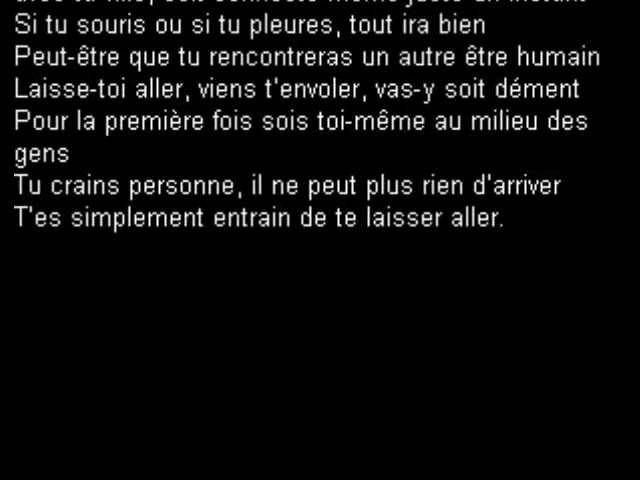 Si tu souris ou si tu pleures, tout ira bien
Peut-être que tu rencontreras un autre être humain
Laisse-toi aller, viens t'envoler, vas-y soit dément
Pour la première fois sois toi-même au milieu des
gens
Tu crains personne, il ne peut plus rien d'arriver
T'es simplement entrain de te laisser aller.